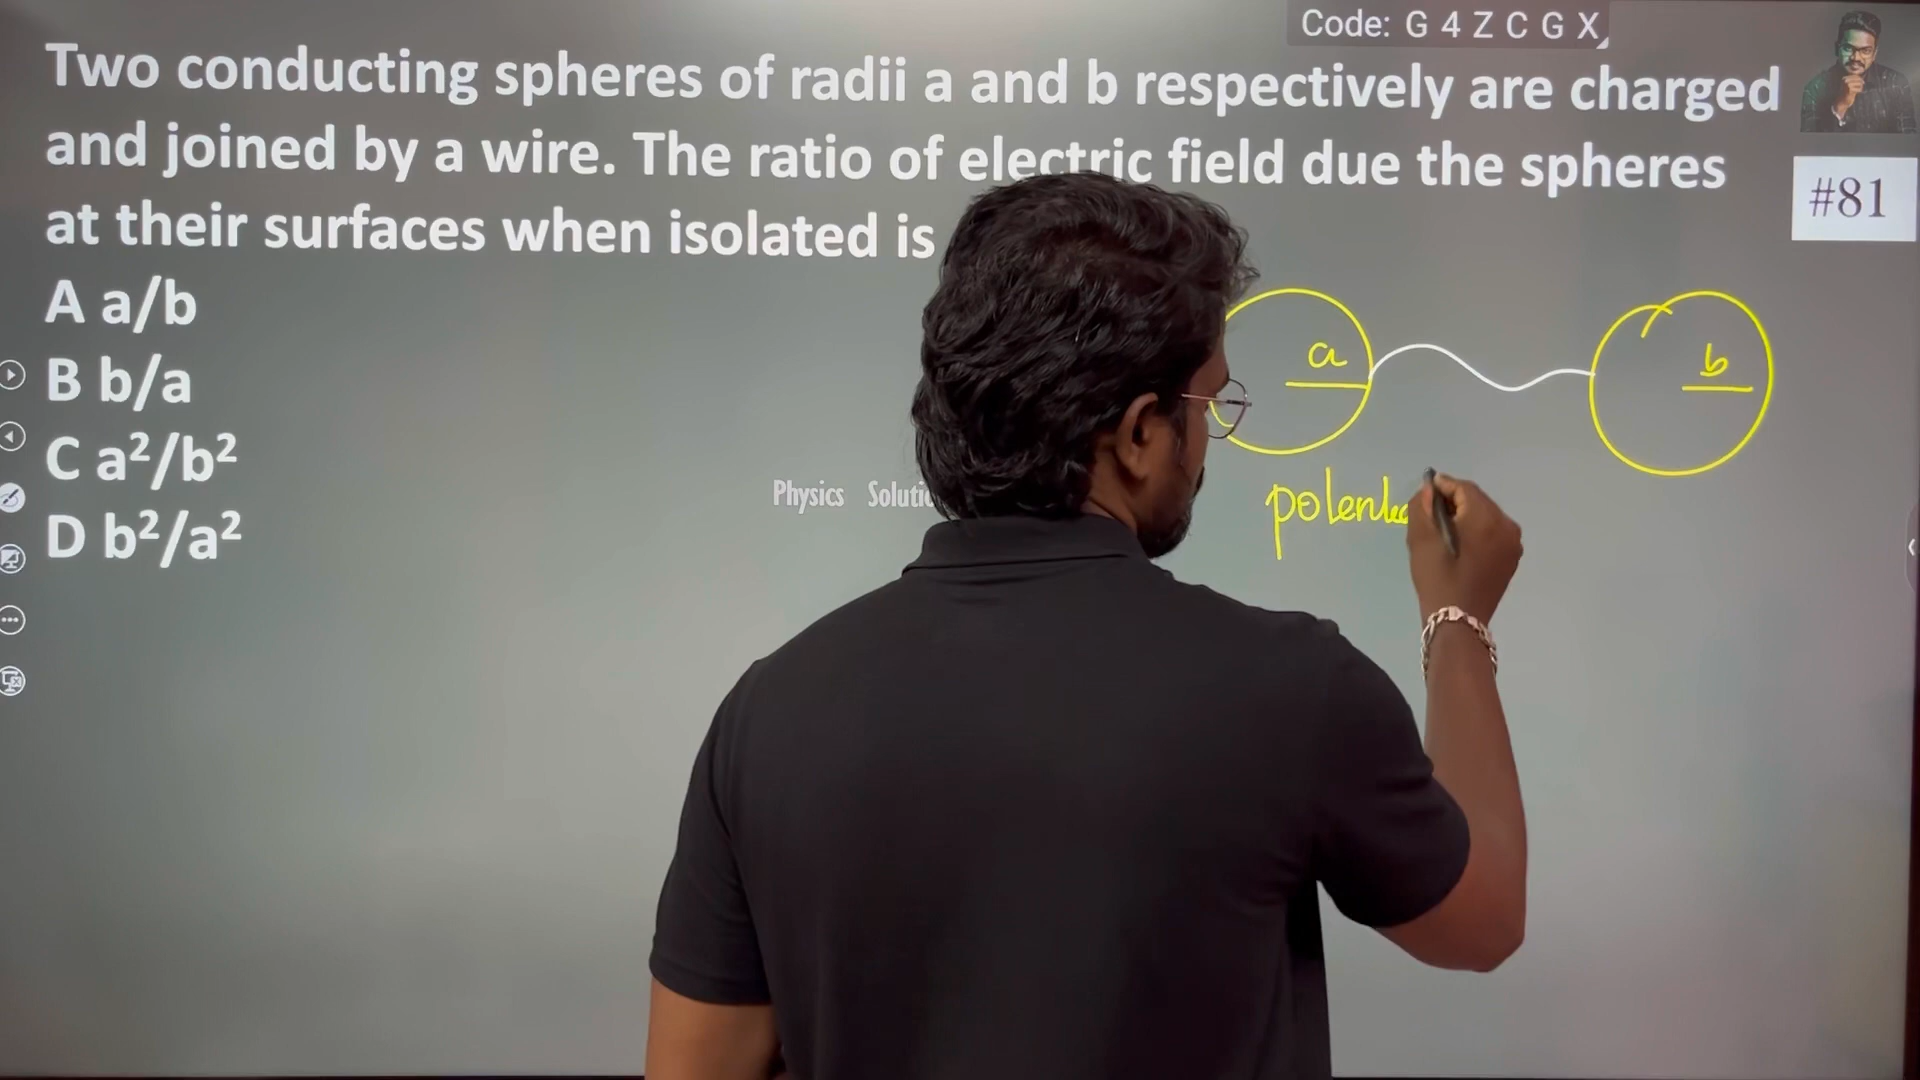 Code: G 4 Z C G X
Two conducting spheres of radii a and b respectively are charged
and joined by a wire. The ratio of electric field due the spheres
#81
at their surfaces when isolated is
A a/b
B b/a
C a²/b²
D b²/a²
a
b
Physics